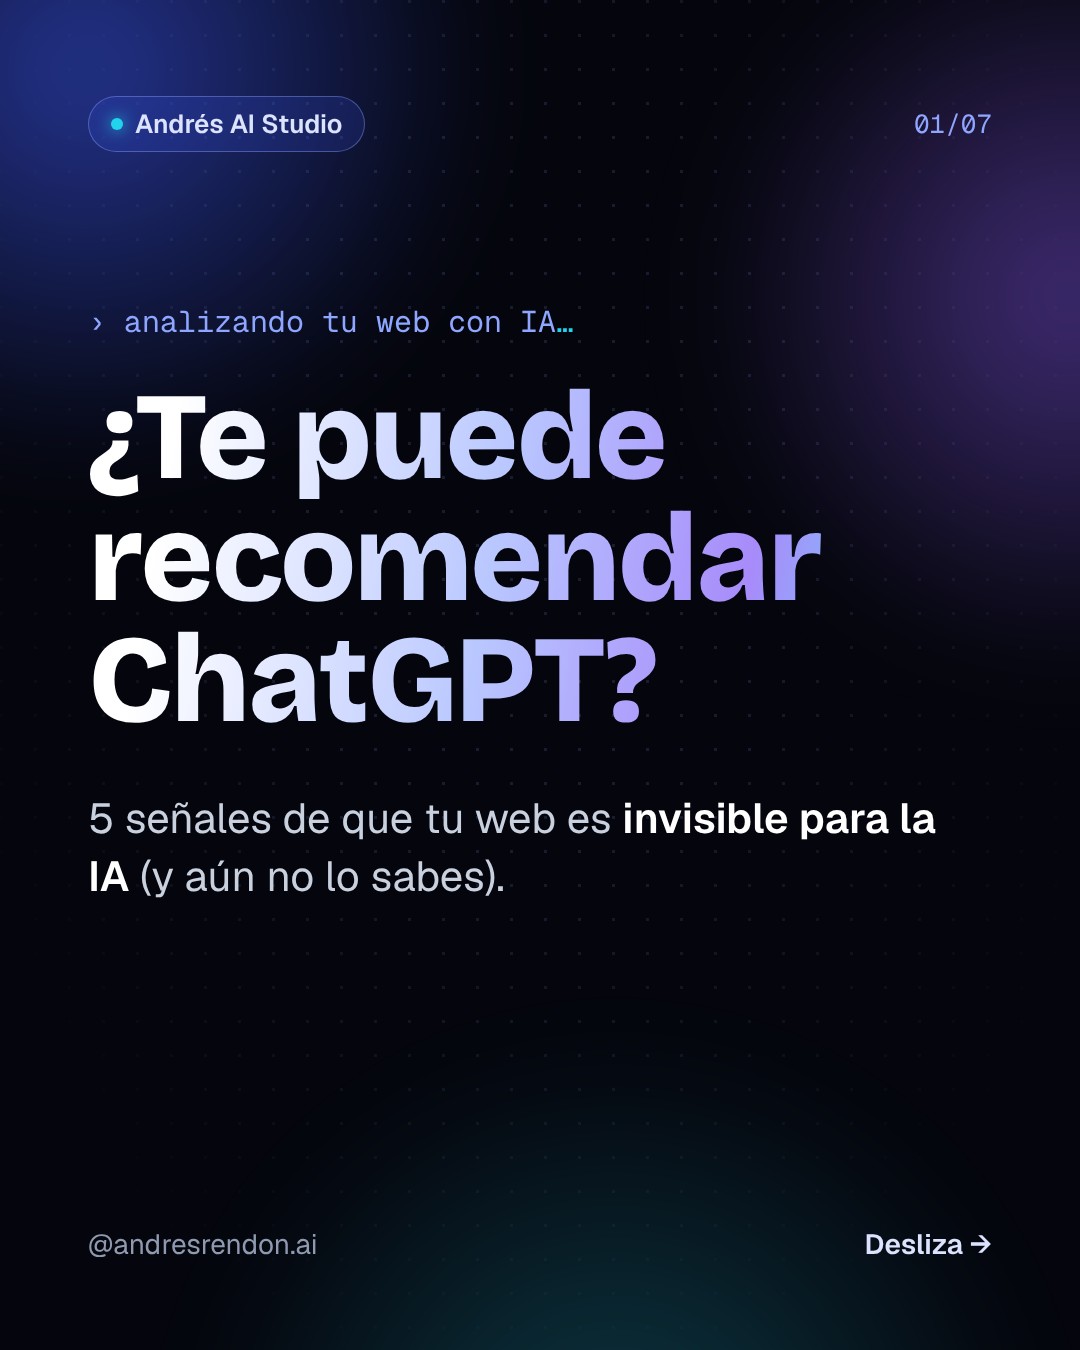 Andrés AI Studio
01/07
› analizando tu web con IA…
¿Te puede
recomendar
ChatGPT?
5 señales de que tu web es invisible para la
IA (y aún no lo sabes).
@andresrendon.ai
Desliza →